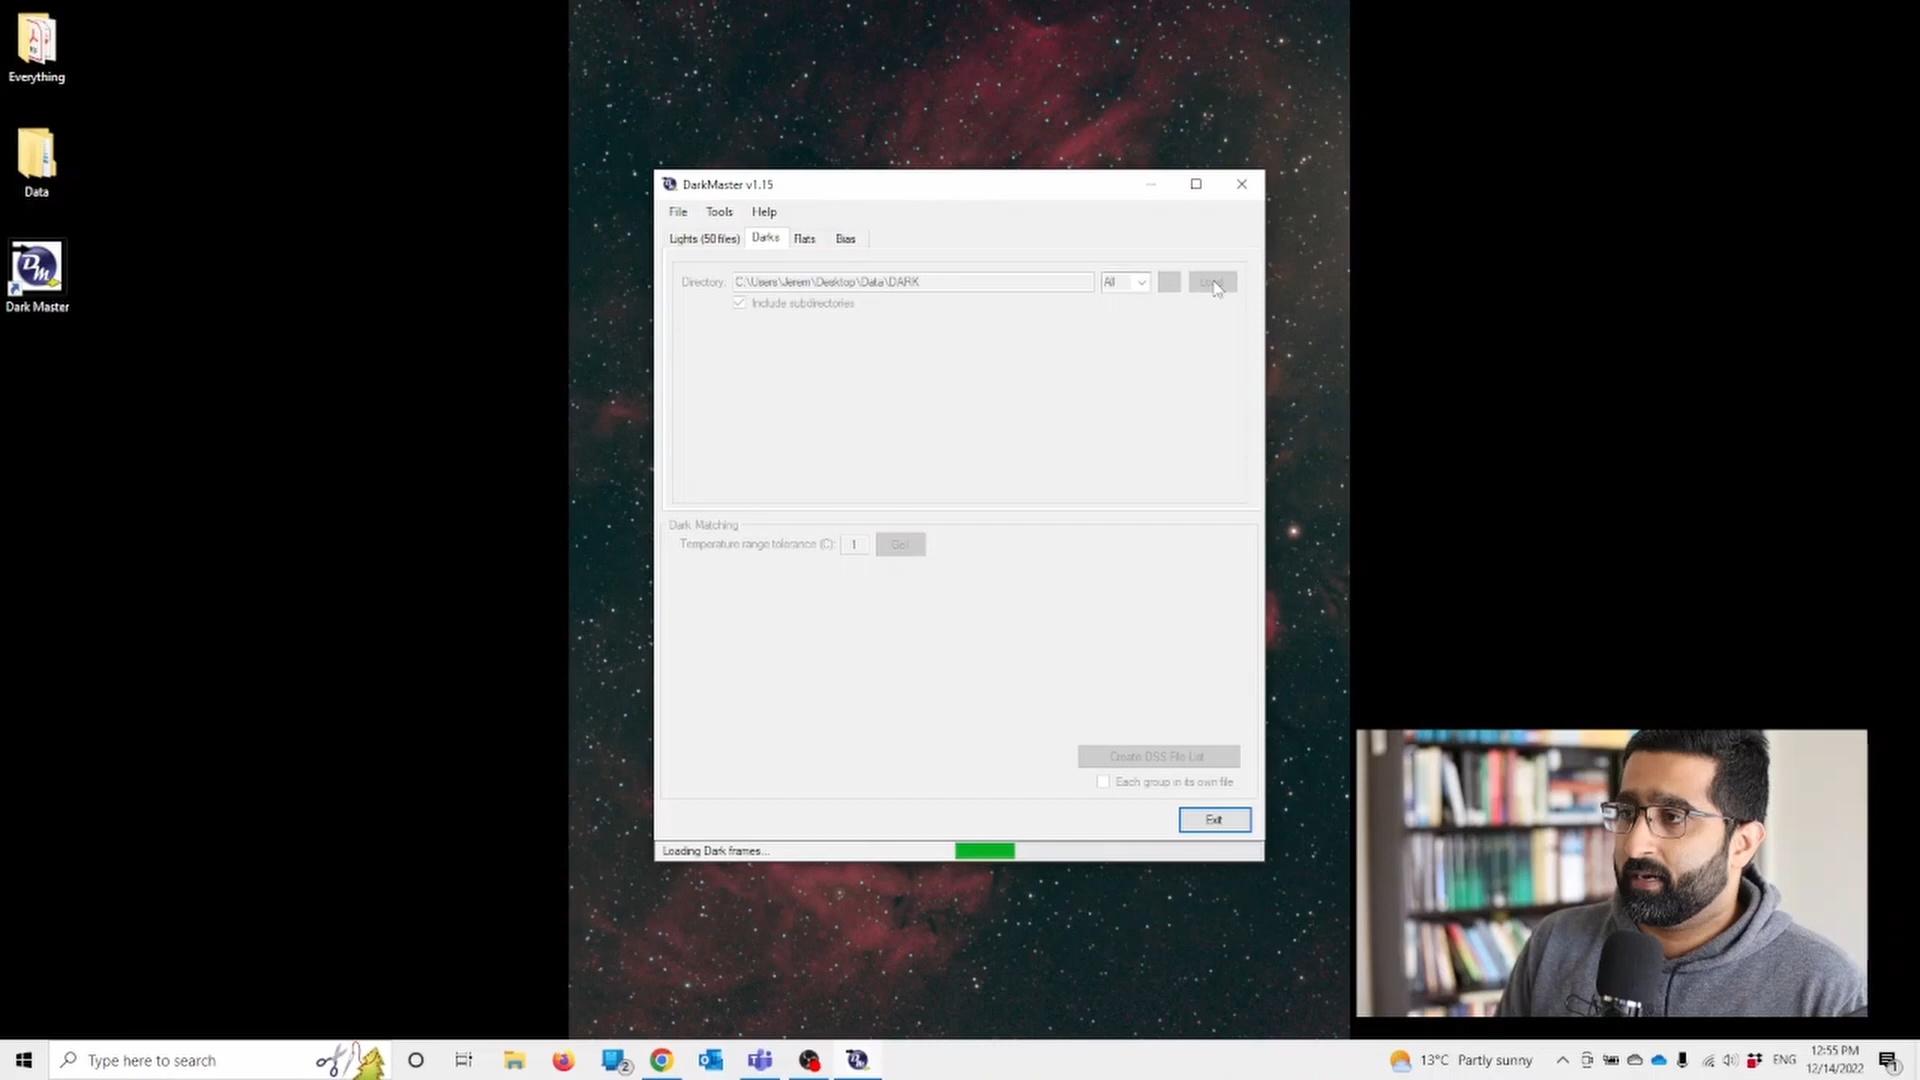 Everything
Data
Dark Master
DarkMaster v1.15
File Tools Help
Lights (50 files) Darks Flats Bias
Directory: C:\Users\Jerem\Desktop\Data\DARK All
Include subdirectories
Dark Matching
Temperature range tolerance (C): 1 Go!
Create DSS File List
Each group in its own file
Exit
Loading Dark frames...
Type here to search
2
13°C Partly sunny
ENG
12:55 PM
12/14/2022
1